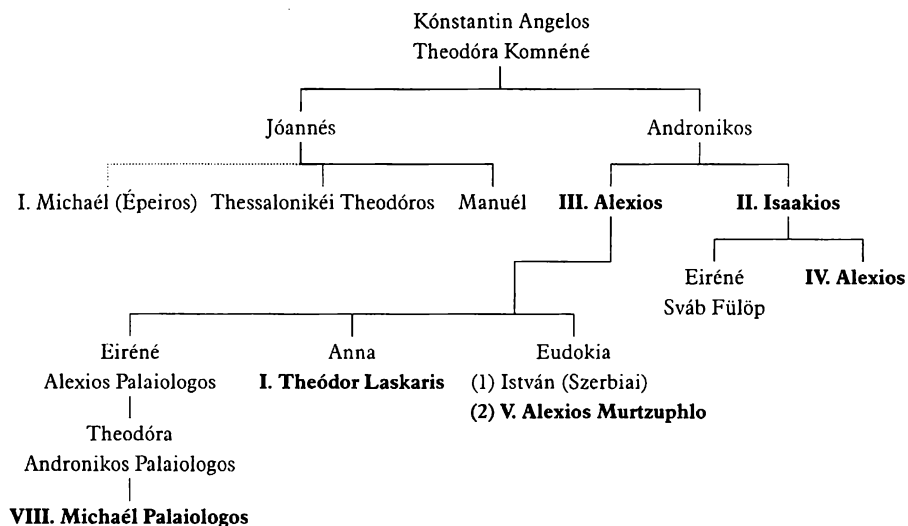 Kónstantin Angelos
Theodóra Komnéné
Jóannés
Andronikos
I. Michaél (Épeiros)
Thessalonikéi Theodóros
Manuél
III. Alexios
II. Isaakios
Eiréné
Sváb Fülöp
IV. Alexios
Eiréné
Alexios Palaiologos
Anna
I. Theódor Laskaris
Eudokia
(1) István (Szerbiai)
(2) V. Alexios Murtzuphlo
Theodóra
Andronikos Palaiologos
VIII. Michaél Palaiologos